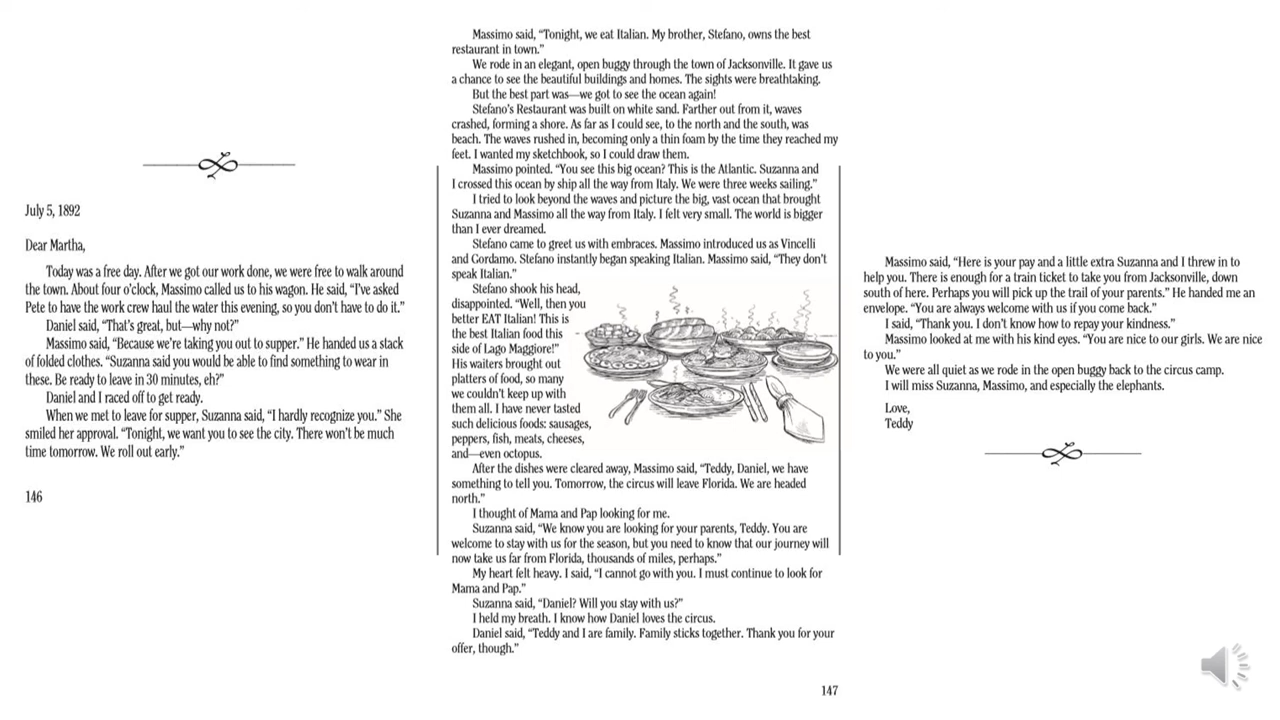 July 5, 1892
Dear Martha,
Today was a free day. After we got our work done, we were free to walk around
the town. About four o’clock, Massimo called us to his wagon. He said, “I’ve asked
Pete to have the work crew haul the water this evening, so you don’t have to do it.”
Daniel said, “That’s great, but—why not?”
Massimo said, “Because we’re taking you out to supper.” He handed us a stack
of folded clothes. “Suzanna said you would be able to find something to wear in
these. Be ready to leave in 30 minutes, eh?”
Daniel and I raced off to get ready.
When we met to leave for supper, Suzanna said, “I hardly recognize you.” She
smiled her approval. “Tonight, we want you to see the city. There won’t be much
time tomorrow. We roll out early.”
146
Massimo said, “Tonight, we eat Italian. My brother, Stefano, owns the best
restaurant in town.”
We rode in an elegant, open buggy through the town of Jacksonville. It gave us
a chance to see the beautiful buildings and homes. The sights were breathtaking.
But the best part was—we got to see the ocean again!
Stefano’s Restaurant was built on white sand. Farther out from it, waves
crashed, forming a shore. As far as I could see, to the north and the south, was
beach. The waves rushed in, becoming only a thin foam by the time they reached my
feet. I wanted my sketchbook, so I could draw them.
Massimo pointed. “You see this big ocean? This is the Atlantic. Suzanna and
I crossed this ocean by ship all the way from Italy. We were three weeks sailing.”
I tried to look beyond the waves and picture the big, vast ocean that brought
Suzanna and Massimo all the way from Italy. I felt very small. The world is bigger
than I ever dreamed.
Stefano came to greet us with embraces. Massimo introduced us as Vincelli
and Gordamo. Stefano instantly began speaking Italian. Massimo said, “They don’t
speak Italian.”
Stefano shook his head,
disappointed. “Well, then you
better EAT Italian! This is
the best Italian food this
side of Lago Maggiore!”
His waiters brought out
platters of food, so many
we couldn’t keep up with
them all. I have never tasted
such delicious foods: sausages,
peppers, fish, meats, cheeses,
and—even octopus.
After the dishes were cleared away, Massimo said, “Teddy, Daniel, we have
something to tell you. Tomorrow, the circus will leave Florida. We are headed
north.”
I thought of Mama and Pap looking for me.
Suzanna said, “We know you are looking for your parents, Teddy. You are
welcome to stay with us for the season, but you need to know that our journey will
now take us far from Florida, thousands of miles, perhaps.”
My heart felt heavy. I said, “I cannot go with you. I must continue to look for
Mama and Pap.”
Suzanna said, “Daniel? Will you stay with us?”
I held my breath. I know how Daniel loves the circus.
Daniel said, “Teddy and I are family. Family sticks together. Thank you for your
offer, though.”
147
Massimo said, “Here is your pay and a little extra Suzanna and I threw in to
help you. There is enough for a train ticket to take you from Jacksonville, down
south of here. Perhaps you will pick up the trail of your parents.” He handed me an
envelope. “You are always welcome with us if you come back.”
I said, “Thank you. I don’t know how to repay your kindness.”
Massimo looked at me with his kind eyes. “You are nice to our girls. We are nice
to you.”
We were all quiet as we rode in the open buggy back to the circus camp.
I will miss Suzanna, Massimo, and especially the elephants.
Love,
Teddy